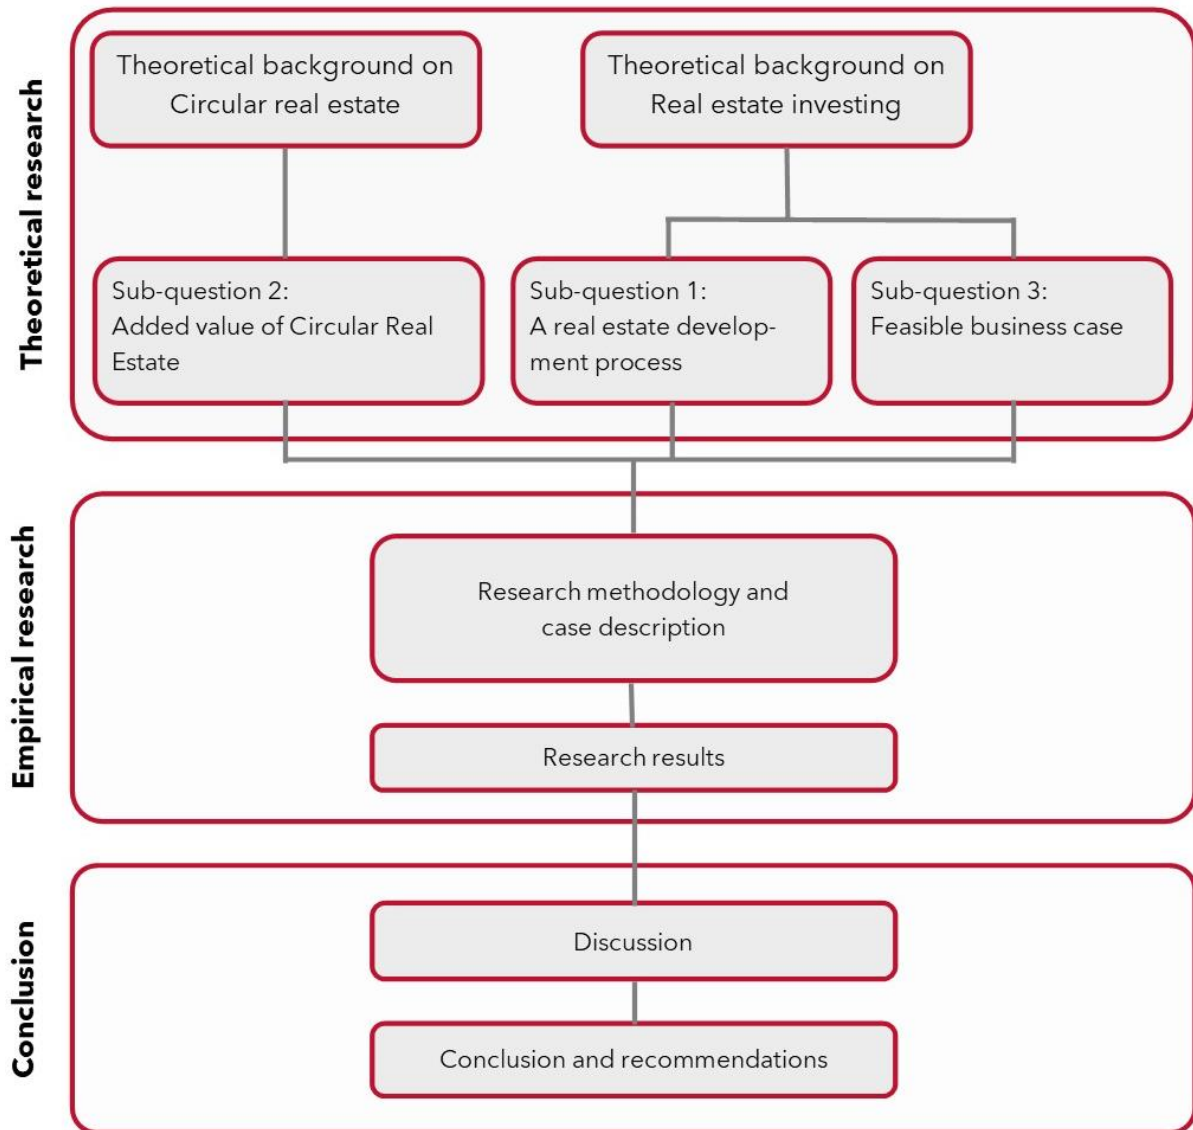 Theoretical research
Theoretical background on
Circular real estate
Theoretical background on
Real estate investing
Sub-question 2:
Added value of Circular Real
Estate
Sub-question 1:
A real estate develop-
ment process
Sub-question 3:
Feasible business case
Empirical research
Research methodology and
case description
Research results
Conclusion
Discussion
Conclusion and recommendations